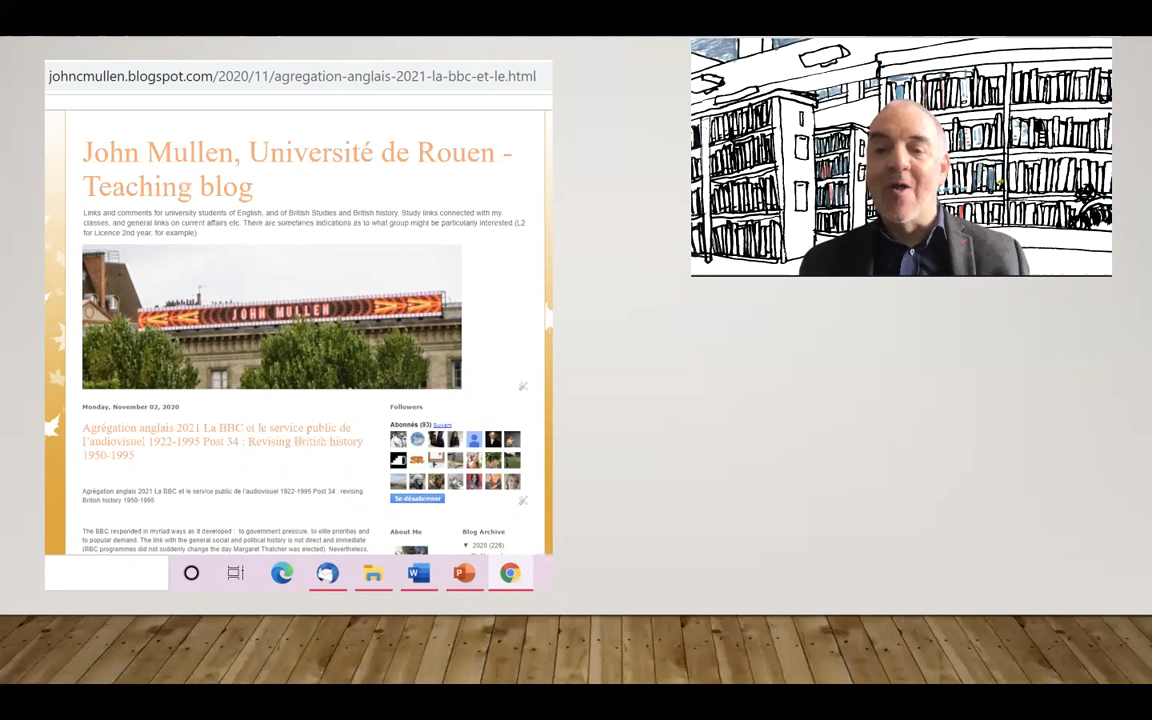 johncmullen.blogspot.com/2020/11/agregation-anglais-2021-la-bbc-et-le.html
John Mullen, Université de Rouen -
Teaching blog
Links and comments for university students of English, and of British Studies and British history. Study links connected with my
classes, and general links on current affairs etc. There are sometimes indications as to what group might be particularly interested (L2
for Licence 2nd year, for example)
JOHN MULLEN
Monday, November 02, 2020
Agrégation anglais 2021 La BBC et le service public de
l'audiovisuel 1922-1995 Post 34 : Revising British history
1950-1995
Agrégation anglais 2021 La BBC et le service public de l'audiovisuel 1922-1995 Post 34 : revising
British history 1950-1995
The BBC responded in myriad ways as it developed : to government pressure, to elite priorities and
to popular demand. The link with the general social and political history is not direct and immediate
(BBC programmes did not suddenly change the day Margaret Thatcher was elected). Nevertheless,
Followers
Abonnés (93) Suivant
Se désabonner
About Me
Blog Archive
▼ 2020 (226)